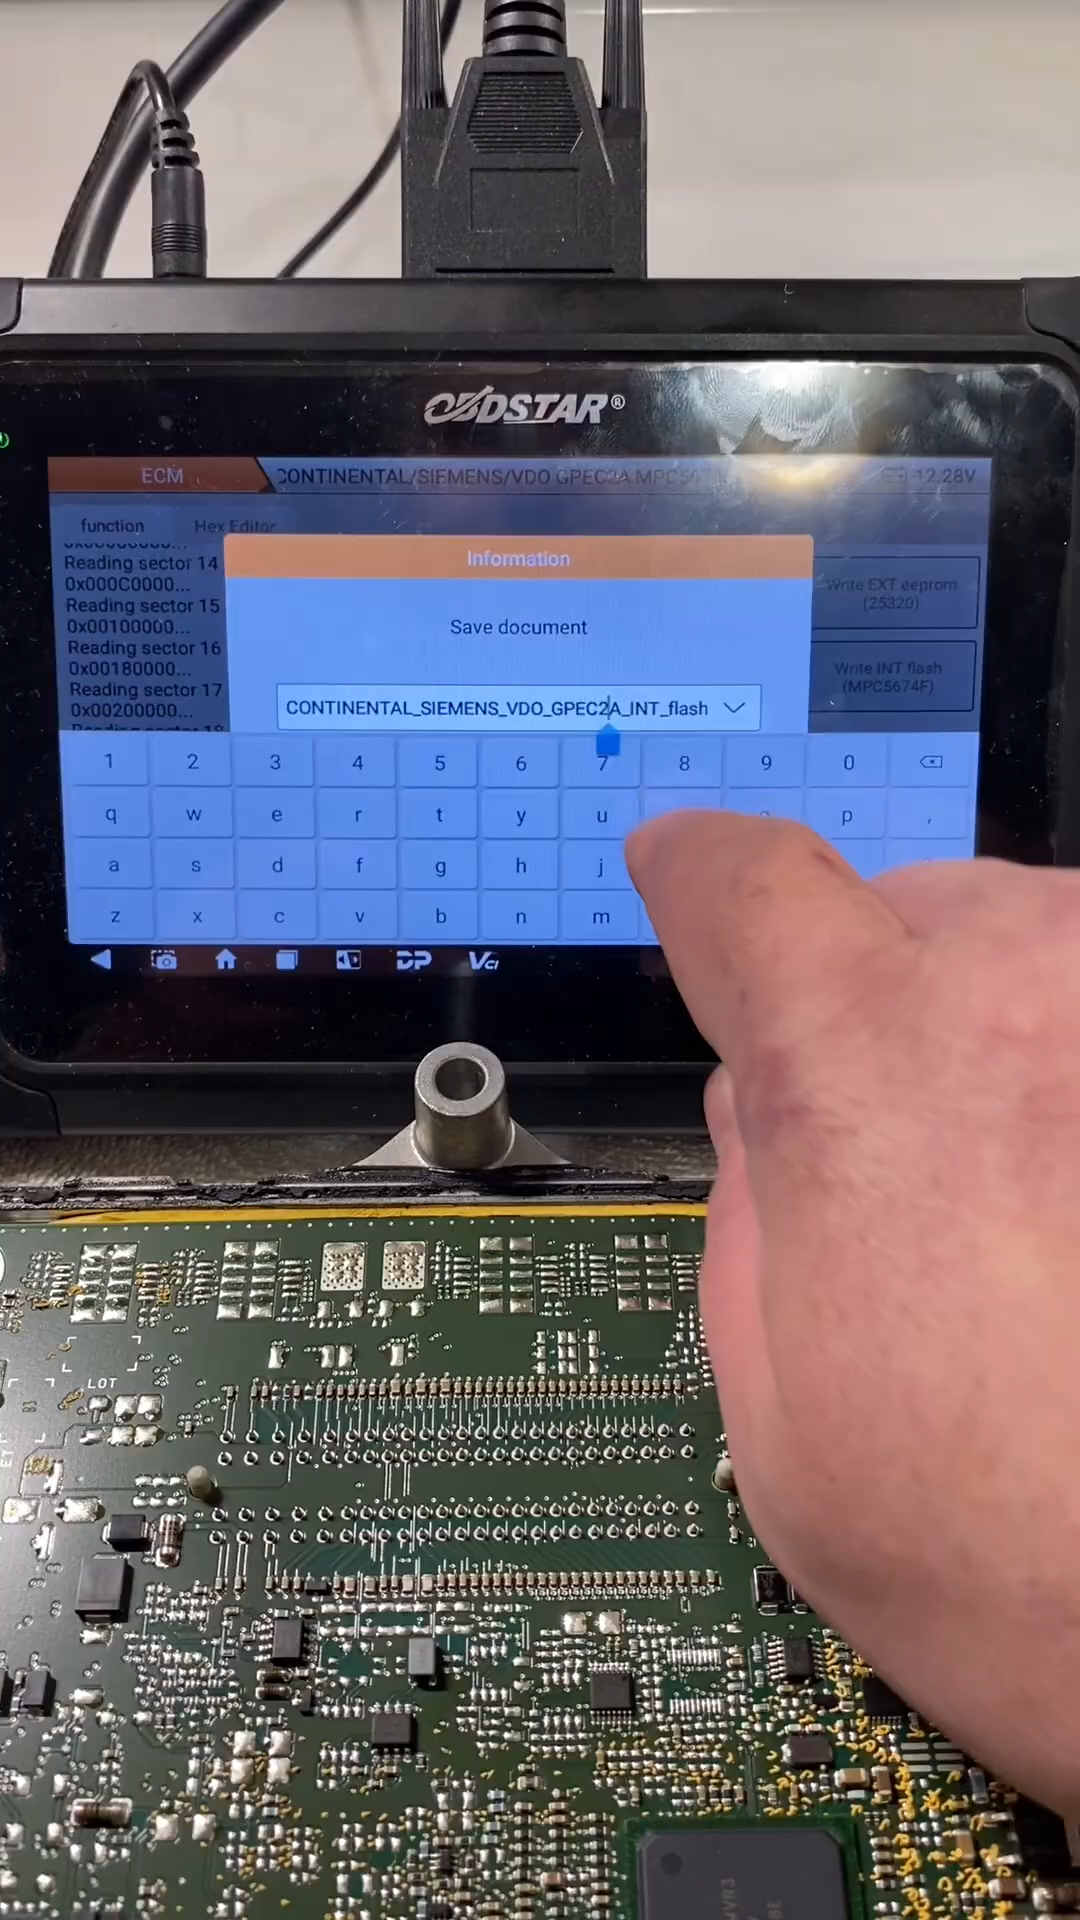 OBDSTAR®
ECM
CONTINENTAL/SIEMENS/VDO GPEC2A
12.28V
function
Hex Editor
Reading sector 14
0x000C0000...
Reading sector 15
0x00100000...
Reading sector 16
0x00180000...
Reading sector 17
0x00200000...
Information
Save document
CONTINENTAL_SIEMENS_VDO_GPEC2A_INT_flash
Write EXT eeprom
(25320)
Write INT flash
(MPC5674F)
1 2 3 4 5 6 7 8 9 0
q w e r t y u p ,
a s d f g h j
z x c v b n m
DP VCI
LOT